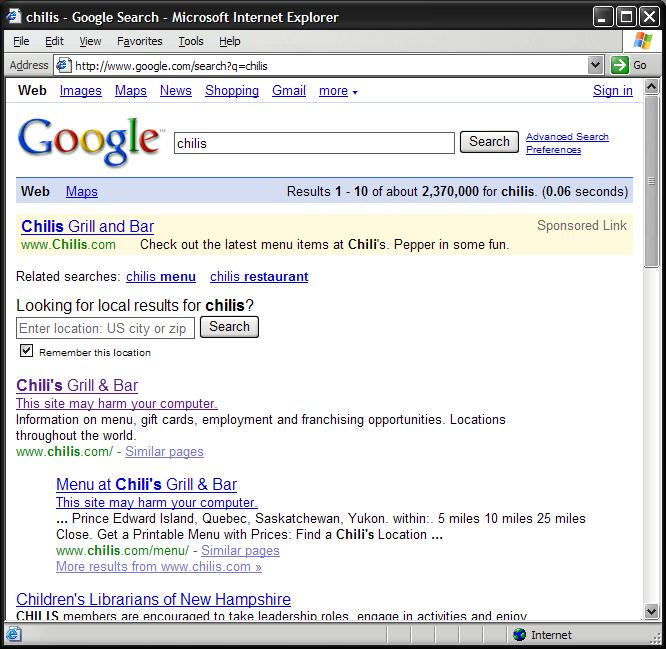 chilis - Google Search - Microsoft Internet Explorer
File Edit View Favorites Tools Help
Address http://www.google.com/search?q=chilis Go
Web Images Maps News Shopping Gmail more Sign in
Google™ chilis Search Advanced Search
Preferences
Web Maps Results 1 - 10 of about 2,370,000 for chilis. (0.06 seconds)
Chilis Grill and Bar Sponsored Link
www.Chilis.com Check out the latest menu items at Chili's. Pepper in some fun.
Related searches: chilis menu chilis restaurant
Looking for local results for chilis?
Enter location: US city or zip Search
Remember this location
Chili's Grill & Bar
This site may harm your computer.
Information on menu, gift cards, employment and franchising opportunities. Locations
throughout the world.
www.chilis.com/ - Similar pages
Menu at Chili's Grill & Bar
This site may harm your computer.
... Prince Edward Island, Quebec, Saskatchewan, Yukon. within:. 5 miles 10 miles 25 miles
Close. Get a Printable Menu with Prices: Find a Chili's Location ...
www.chilis.com/menu/ - Similar pages
More results from www.chilis.com »
Children's Librarians of New Hampshire
CHILIS members are encouraged to take leadership roles, engage in activities and enjoy
Internet